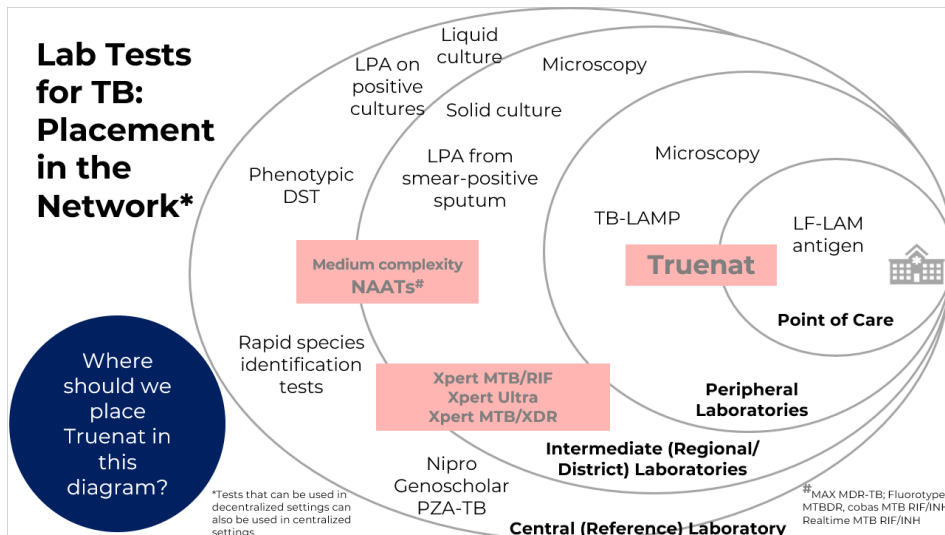 Lab Tests
for TB:
Placement
in the
Network*
Liquid
culture
LPA on
positive
cultures
Microscopy
Solid culture
Phenotypic
DST
LPA from
smear-positive
sputum
Microscopy
TB-LAMP
LF-LAM
antigen
Medium complexity
NAATs#
Truenat
Point of Care
Rapid species
identification
tests
Xpert MTB/RIF
Xpert Ultra
Xpert MTB/XDR
Peripheral
Laboratories
Where
should we
place
Truenat in
this
diagram?
Intermediate (Regional/
District) Laboratories
Nipro
Genoscholar
PZA-TB
*Tests that can be used in
decentralized settings can
also be used in centralized
settings
Central (Reference) Laboratory
#MAX MDR-TB; Fluorotype
MTBDR, cobas MTB RIF/INH
Realtime MTB RIF/INH